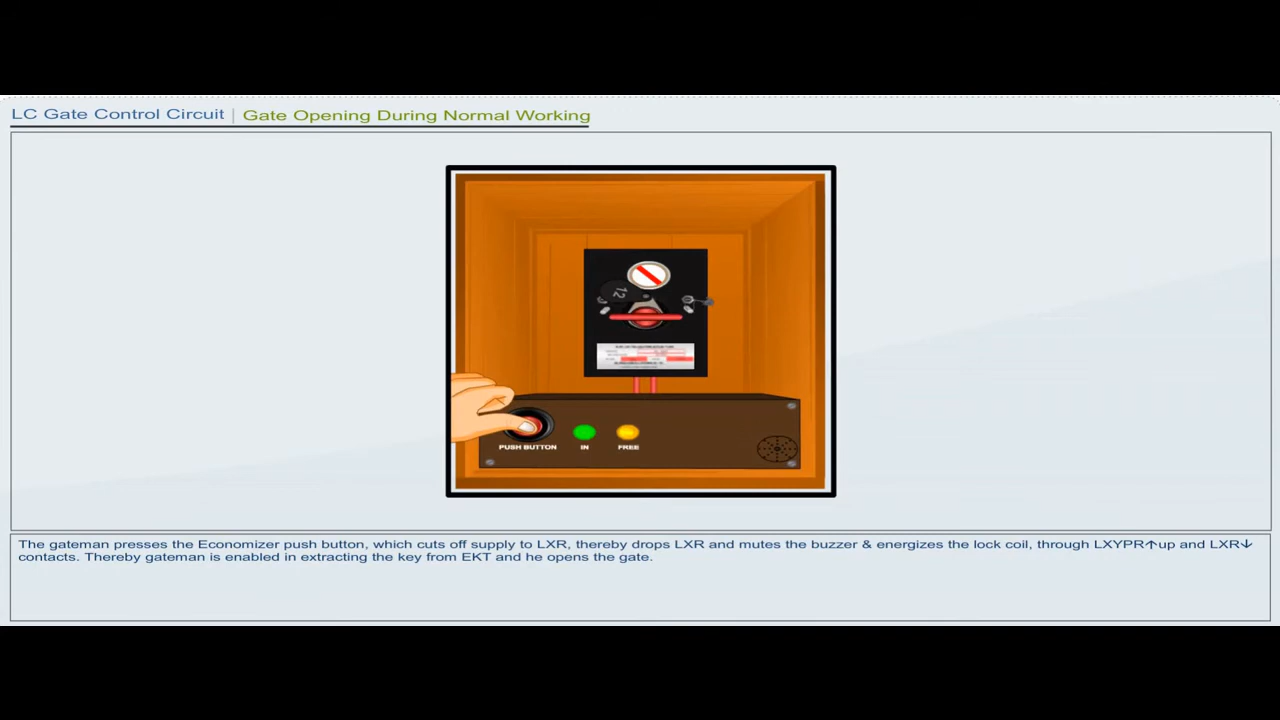 LC Gate Control Circuit | Gate Opening During Normal Working
12
PUSH BUTTON IN FREE
The gateman presses the Economizer push button, which cuts off supply to LXR, thereby drops LXR and mutes the buzzer & energizes the lock coil, through LXYPR↑up and LXR↓
contacts. Thereby gateman is enabled in extracting the key from EKT and he opens the gate.